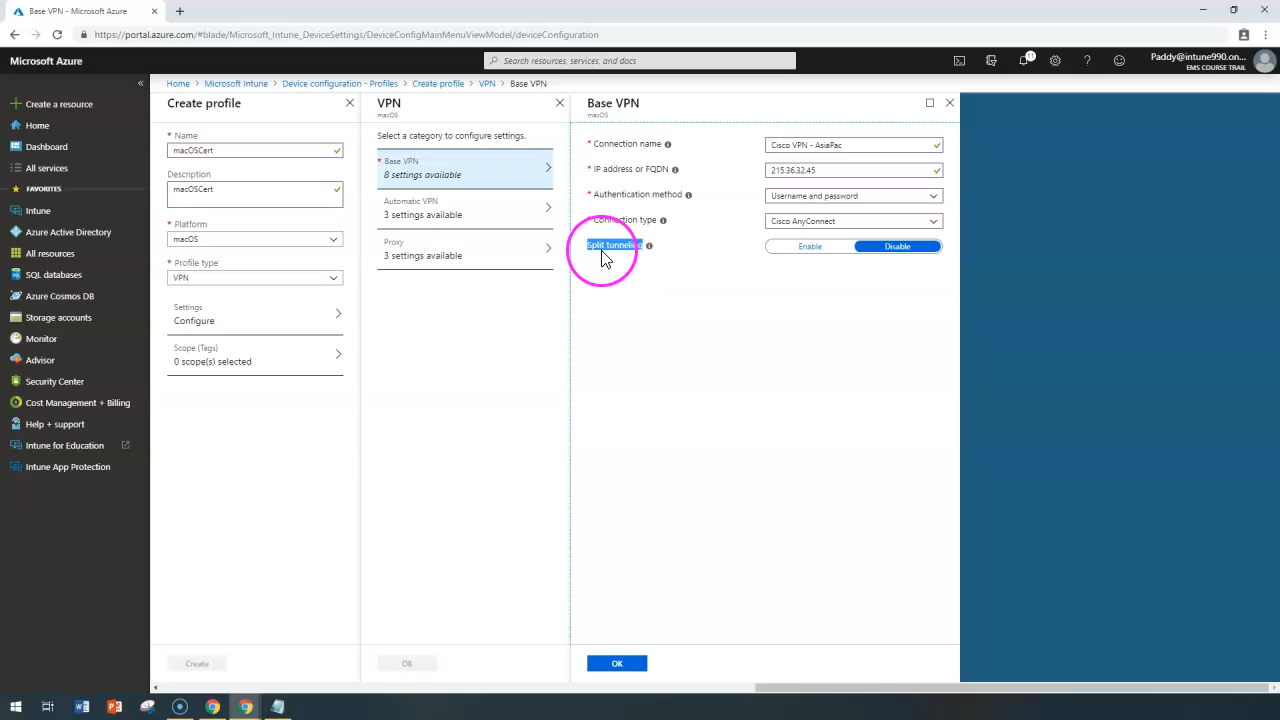 Base VPN - Microsoft Azure
https://portal.azure.com/#blade/Microsoft_Intune_DeviceSettings/DeviceConfigMainMenuViewModel/deviceConfiguration
Microsoft Azure
Search resources, services, and docs
11
Paddy@intune990.on...
EMS COURSE TRAIL
Create a resource
Home
Dashboard
All services
FAVORITES
Intune
Azure Active Directory
All resources
SQL databases
Azure Cosmos DB
Storage accounts
Monitor
Advisor
Security Center
Cost Management + Billing
Help + support
Intune for Education
Intune App Protection
Home > Microsoft Intune > Device configuration - Profiles > Create profile > VPN > Base VPN
Create profile
* Name
macOSCert
Description
macOSCert
* Platform
macOS
* Profile type
VPN
Settings
Configure
Scope (Tags)
0 scope(s) selected
Create
VPN
macOS
Select a category to configure settings.
* Base VPN
8 settings available
Automatic VPN
3 settings available
Proxy
3 settings available
OK
Base VPN
macOS
* Connection name
Cisco VPN - AsiaPac
* IP address or FQDN
215.36.32.45
* Authentication method
Username and password
* Connection type
Cisco AnyConnect
Split tunneling
Enable
Disable
OK